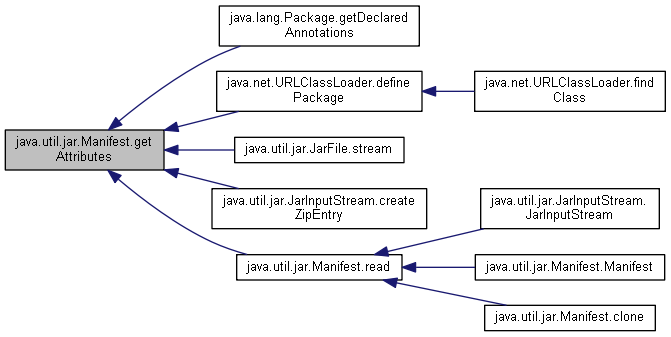 java.lang.Package.getDeclared
Annotations
java.net.URLClassLoader.define
Package
java.net.URLClassLoader.find
Class
java.util.jar.Manifest.get
Attributes
java.util.jar.JarFile.stream
java.util.jar.JarInputStream.create
ZipEntry
java.util.jar.JarInputStream.
JarInputStream
java.util.jar.Manifest.read
java.util.jar.Manifest.Manifest
java.util.jar.Manifest.clone